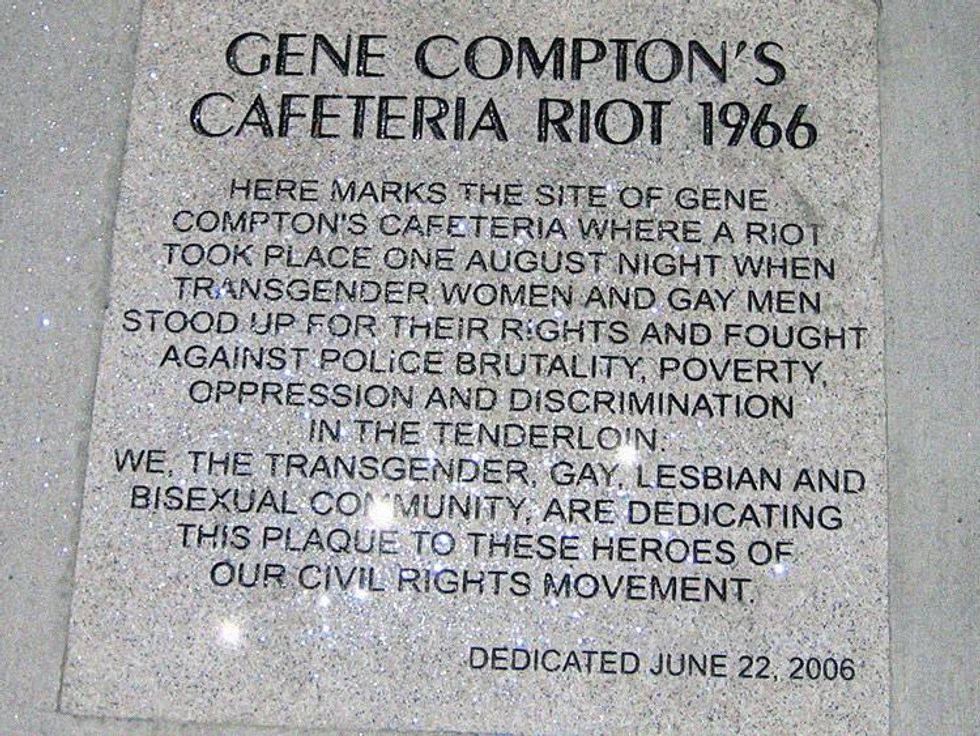 GENE COMPTON'S
CAFETERIA RIOT 1966
HERE MARKS THE SITE OF GENE
COMPTON'S CAFETERIA WHERE A RIOT
TOOK PLACE ONE AUGUST NIGHT WHEN
TRANSGENDER WOMEN AND GAY MEN
STOOD UP FOR THEIR RIGHTS AND FOUGHT
AGAINST POLICE BRUTALITY, POVERTY,
OPPRESSION AND DISCRIMINATION
IN THE TENDERLOIN.
WE, THE TRANSGENDER, GAY, LESBIAN AND
BISEXUAL COMMUNITY, ARE DEDICATING
THIS PLAQUE TO THESE HEROES OF
OUR CIVIL RIGHTS MOVEMENT.
DEDICATED JUNE 22, 2006